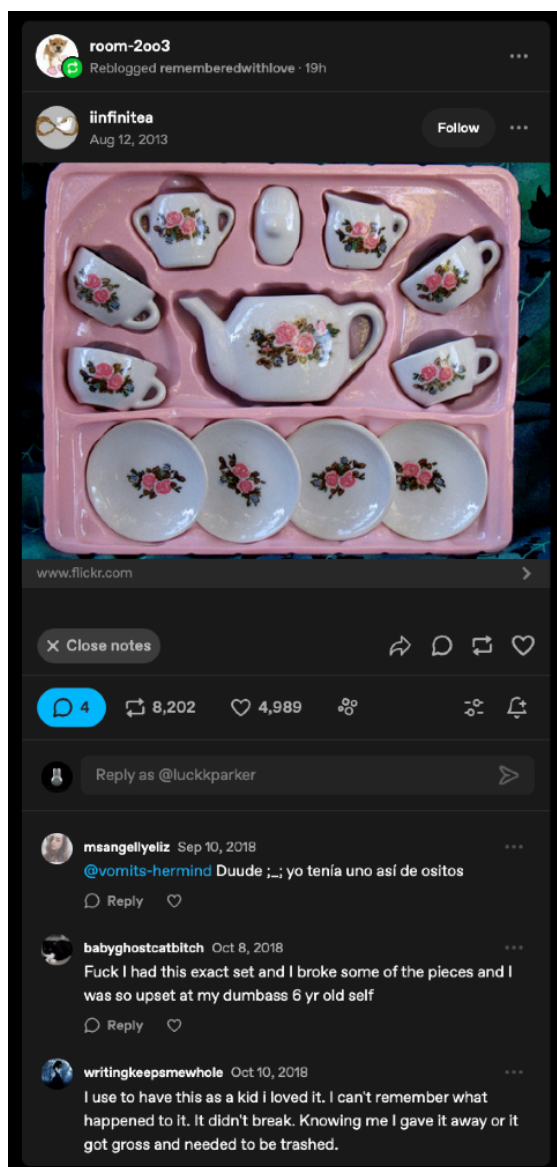 room-2oo3
Reblogged rememberedwithlove · 19h
iinfinitea
Aug 12, 2013
Follow
www.flickr.com
Close notes
4
8,202
4,989
Reply as @luckkparker
msangellyeliz Sep 10, 2018
@vomits-hermind Duude ;_; yo tenía uno así de ositos
Reply
babyghostcatbitch Oct 8, 2018
Fuck I had this exact set and I broke some of the pieces and I
was so upset at my dumbass 6 yr old self
Reply
writingkeepsmewhole Oct 10, 2018
I use to have this as a kid i loved it. I can't remember what
happened to it. It didn't break. Knowing me I gave it away or it
got gross and needed to be trashed.